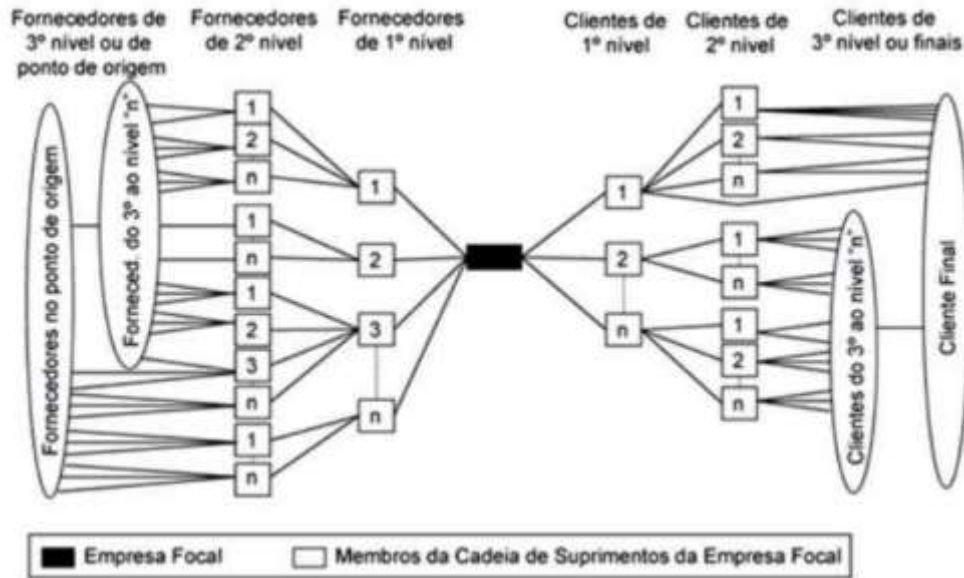 Fornecedores de
3º nível ou de
ponto de origem
Fornecedores
de 2º nível
Fornecedores
de 1º nível
Clientes de
1º nível
Clientes de
2º nível
Clientes de
3º nível ou finais
Fornecedores no ponto de origem
Forneced. do 3º ao nível "n"
1
2
n
1
n
1
2
3
n
1
n
1
2
3
n
1
2
n
1
2
n
1
n
1
2
n
Clientes do 3º ao nível "n"
Cliente Final
Empresa Focal
Membros da Cadeia de Suprimentos da Empresa Focal